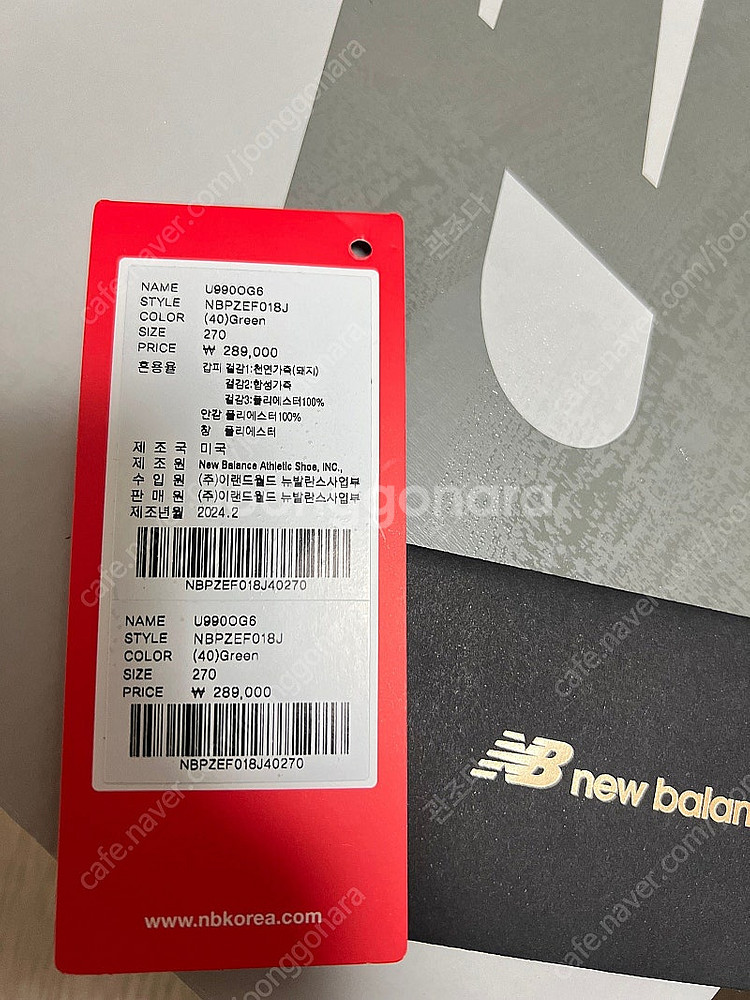 NAME U990OG6
STYLE NBPZEF018J
COLOR (40)Green
SIZE 270
PRICE ₩ 289,000
혼용율 갑피 겉감1:천연가죽(돼지)
겉감2:합성가죽
겉감3:폴리에스터100%
안감 폴리에스터100%
창 폴리에스터
제 조 국 미국
제 조 원 New Balance Athletic Shoe, INC.,
수 입 원 (주)이랜드월드 뉴발란스사업부
판 매 원 (주)이랜드월드 뉴발란스사업부
제조년월 2024.2
NBPZEF018J40270
NAME U990OG6
STYLE NBPZEF018J
COLOR (40)Green
SIZE 270
PRICE ₩ 289,000
NBPZEF018J40270
www.nbkorea.com
NB new balan
joonggonara
cafe.naver.com/joonggonara